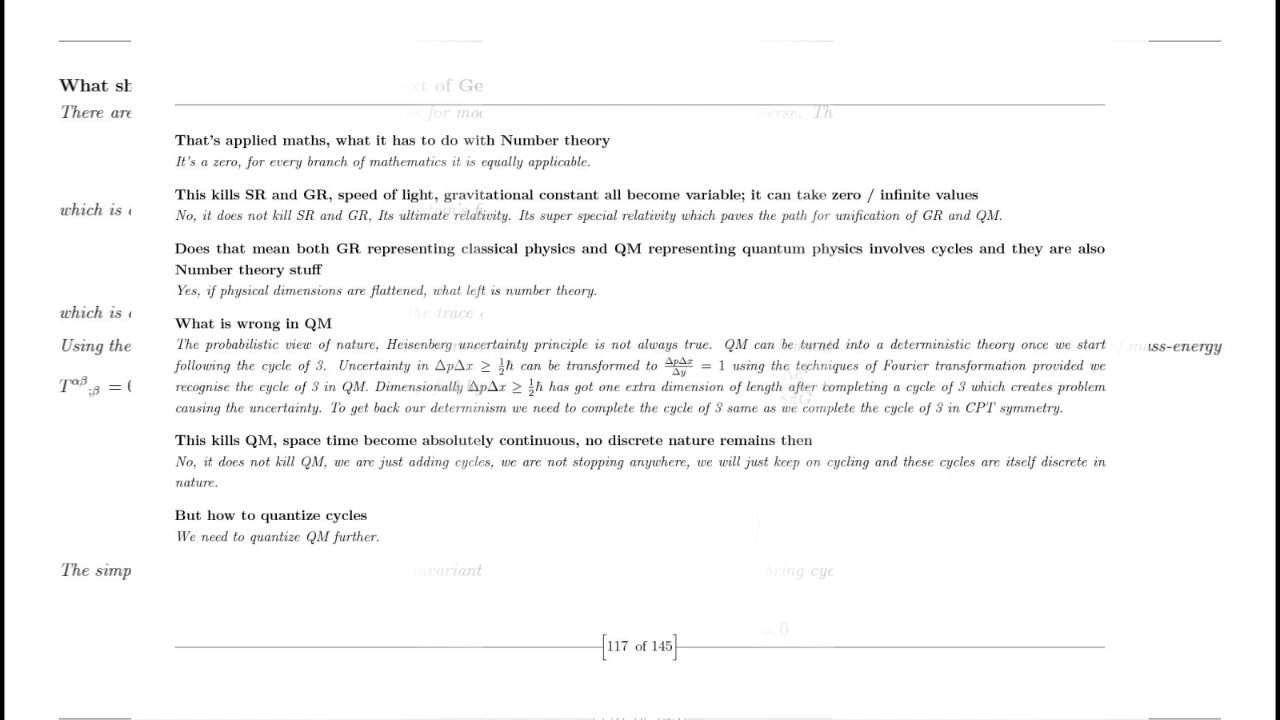 What sh
xt of Ge
There are
s for mo
erse. Th
That's applied maths, what it has to do with Number theory
It's a zero, for every branch of mathematics it is equally applicable.
This kills SR and GR, speed of light, gravitational constant all become variable; it can take zero / infinite values
which is
No, it does not kill SR and GR, Its ultimate relativity. Its super special relativity which paves the path for unification of GR and QM.
Does that mean both GR representing classical physics and QM representing quantum physics involves cycles and they are also
Number theory stuff
Yes, if physical dimensions are flattened, what left is number theory.
which is
the trace
What is wrong in QM
Using the
The probabilistic view of nature, Heisenberg uncertainty principle is not always true. QM can be turned into a deterministic theory once we start
mass-energy
following the cycle of 3. Uncertainty in ΔpΔx ≥ ½ħ can be transformed to ΔpΔx/Δy = 1 using the techniques of Fourier transformation provided we
T^αβ_;β = 0
recognise the cycle of 3 in QM. Dimensionally ΔpΔx ≥ ½ħ has got one extra dimension of length after completing a cycle of 3 which creates problem
8πG
causing the uncertainty. To get back our determinism we need to complete the cycle of 3 same as we complete the cycle of 3 in CPT symmetry.
This kills QM, space time become absolutely continuous, no discrete nature remains then
No, it does not kill QM, we are just adding cycles, we are not stopping anywhere, we will just keep on cycling and these cycles are itself discrete in
nature.
But how to quantize cycles
We need to quantize QM further.
The simp
nvariant
bring cyc
= 0
[117 of 145]